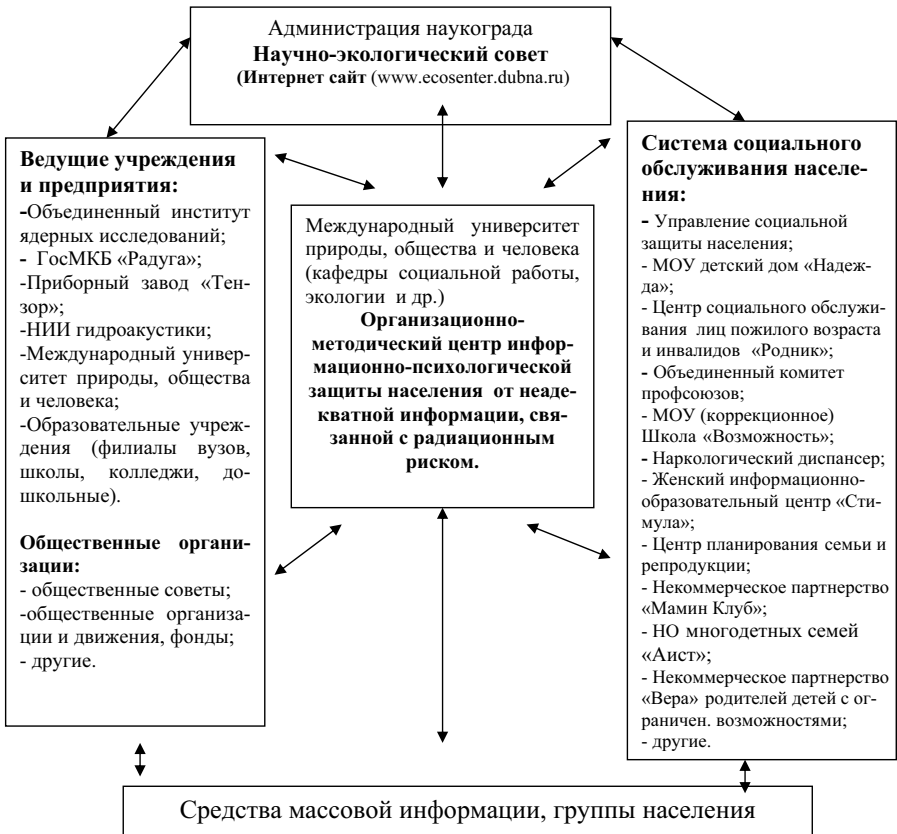 Администрация наукограда
Научно-экологический совет
(Интернет сайт (www.ecosenter.dubna.ru)
Ведущие учреждения
и предприятия:
-Объединенный институт
ядерных исследований;
- ГосМКБ «Радуга»;
-Приборный завод «Тен-
зор»;
-НИИ гидроакустики;
-Международный универ-
ситет природы, общества
и человека;
-Образовательные учреж-
дения (филиалы вузов,
школы, колледжи, до-
школьные).
Общественные органи-
зации:
- общественные советы;
-общественные организа-
ции и движения, фонды;
- другие.
Международный университет
природы, общества и человека
(кафедры социальной работы,
экологии и др.)
Организационно-
методический центр инфор-
мационно-психологической
защиты населения от неаде-
кватной информации, свя-
занной с радиационным
риском.
Система социального
обслуживания населе-
ния:
- Управление социальной
защиты населения;
- МОУ детский дом «Надеж-
да»;
- Центр социального обслужи-
вания лиц пожилого возраста
и инвалидов «Родник»;
- Объединенный комитет
профсоюзов;
- МОУ (коррекционное)
Школа «Возможность»;
- Наркологический диспансер;
- Женский информационно-
образовательный центр «Сти-
мула»;
- Центр планирования семьи и
репродукции;
- Некоммерческое партнерство
«Мамин Клуб»;
- НО многодетных семей
«Аист»;
- Некоммерческое партнерство
«Вера» родителей детей с ог-
раничен. возможностями;
- другие.
Средства массовой информации, группы населения